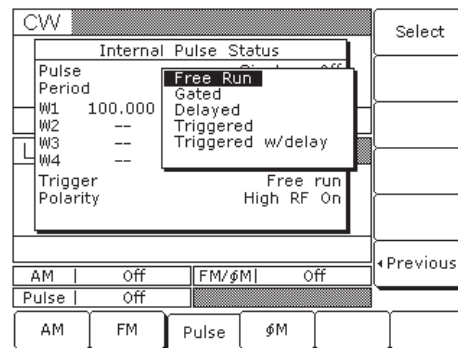 CW
Select
Internal Pulse Status
Pulse
Period
W1 100.000
W2 --
W3 --
W4 --
Free Run
Gated
Delayed
Triggered
Triggered w/delay
Trigger Free run
Polarity High RF On
Previous
AM Off FM/ϕM Off
Pulse Off
AM FM Pulse ϕM